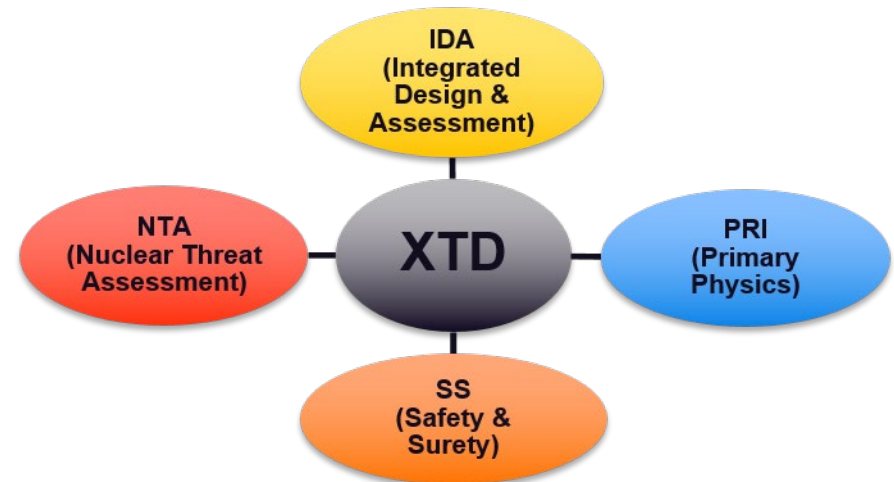 IDA
(Integrated
Design &
Assessment)
NTA
(Nuclear Threat
Assessment)
XTD
PRI
(Primary
Physics)
SS
(Safety &
Surety)